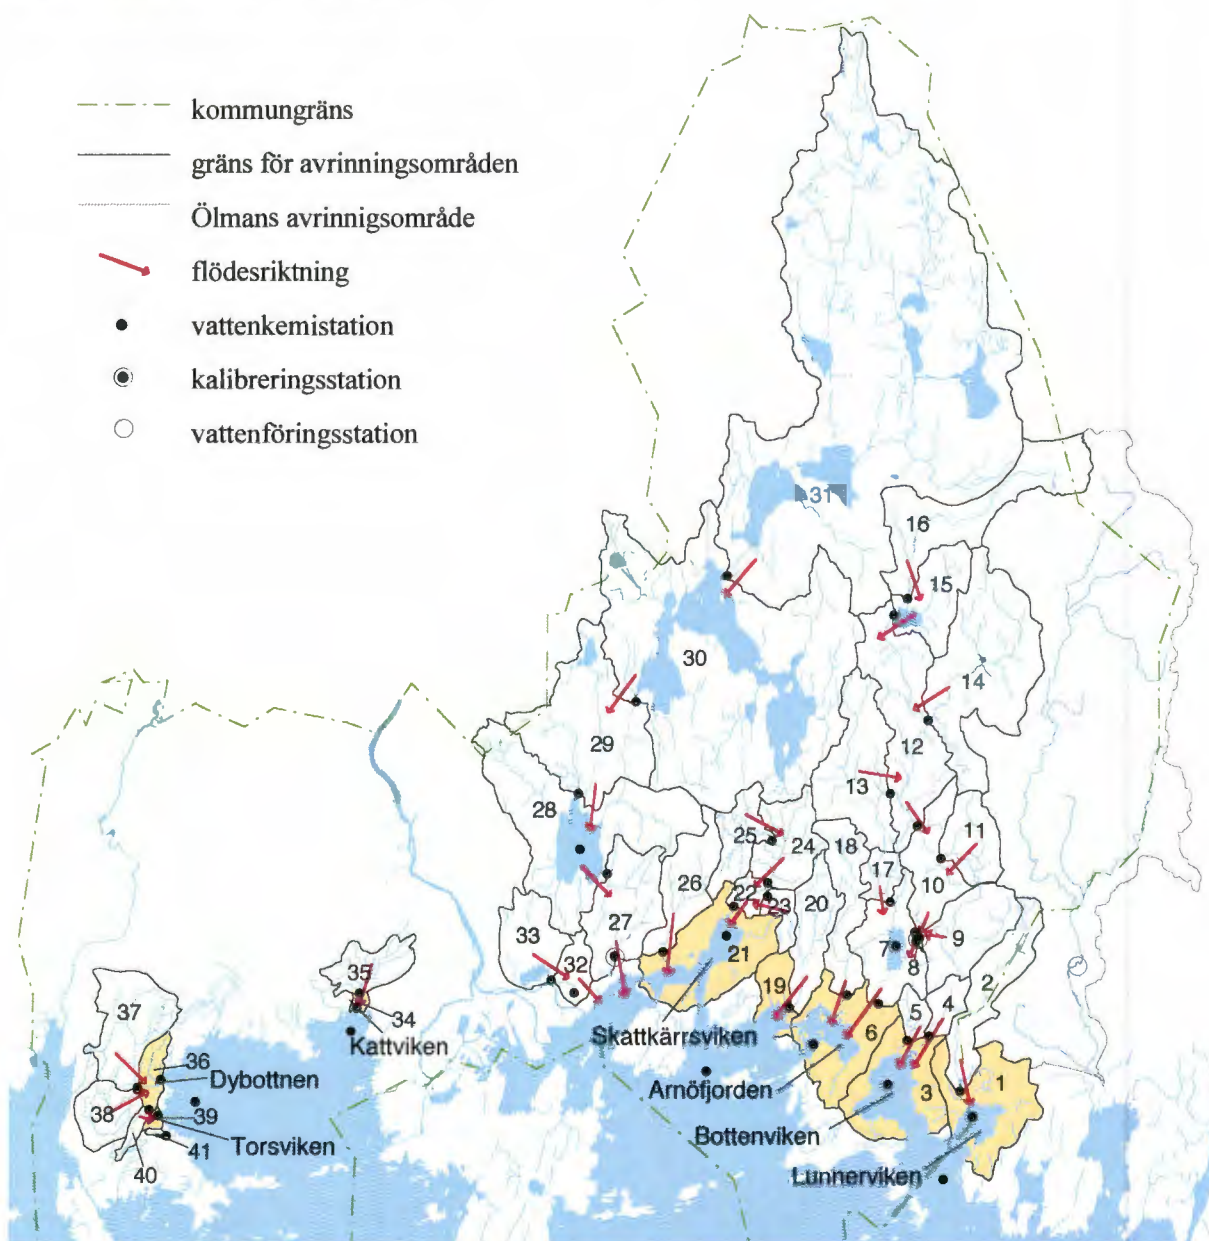 kommungräns
gräns för avrinningsområden
Ölmans avrinnigsområde
flödesriktning
vattenkemistation
kalibreringsstation
vattenföringsstation
31
16
15
30
14
29
12
13
28
25
24
18
11
17
26
10
22
23
20
33
27
7
9
21
8
32
2
35
19
37
5
4
34
Skattkärrsviken
6
Kattviken
36
Dybottnen
Arnöfjorden
3
1
38
39
Bottenviken
Torsviken
41
40
Lunnerviken